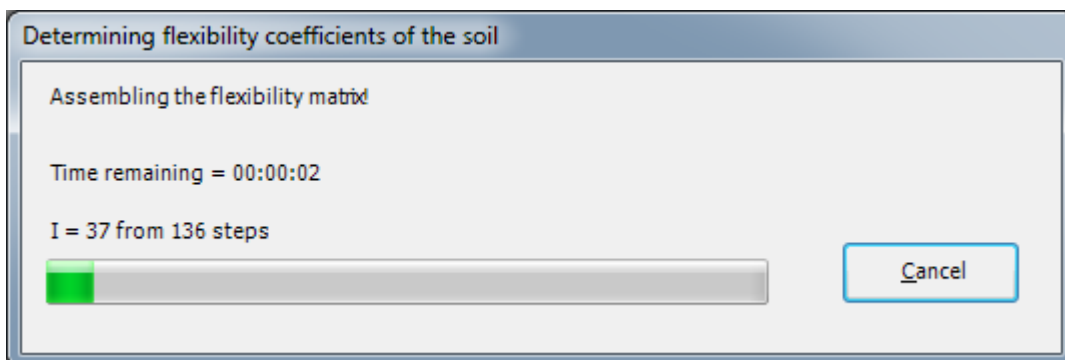 Determining flexibility coefficients of the soil
Assembling the flexibility matrix!
Time remaining = 00:00:02
I = 37 from 136 steps
Cancel